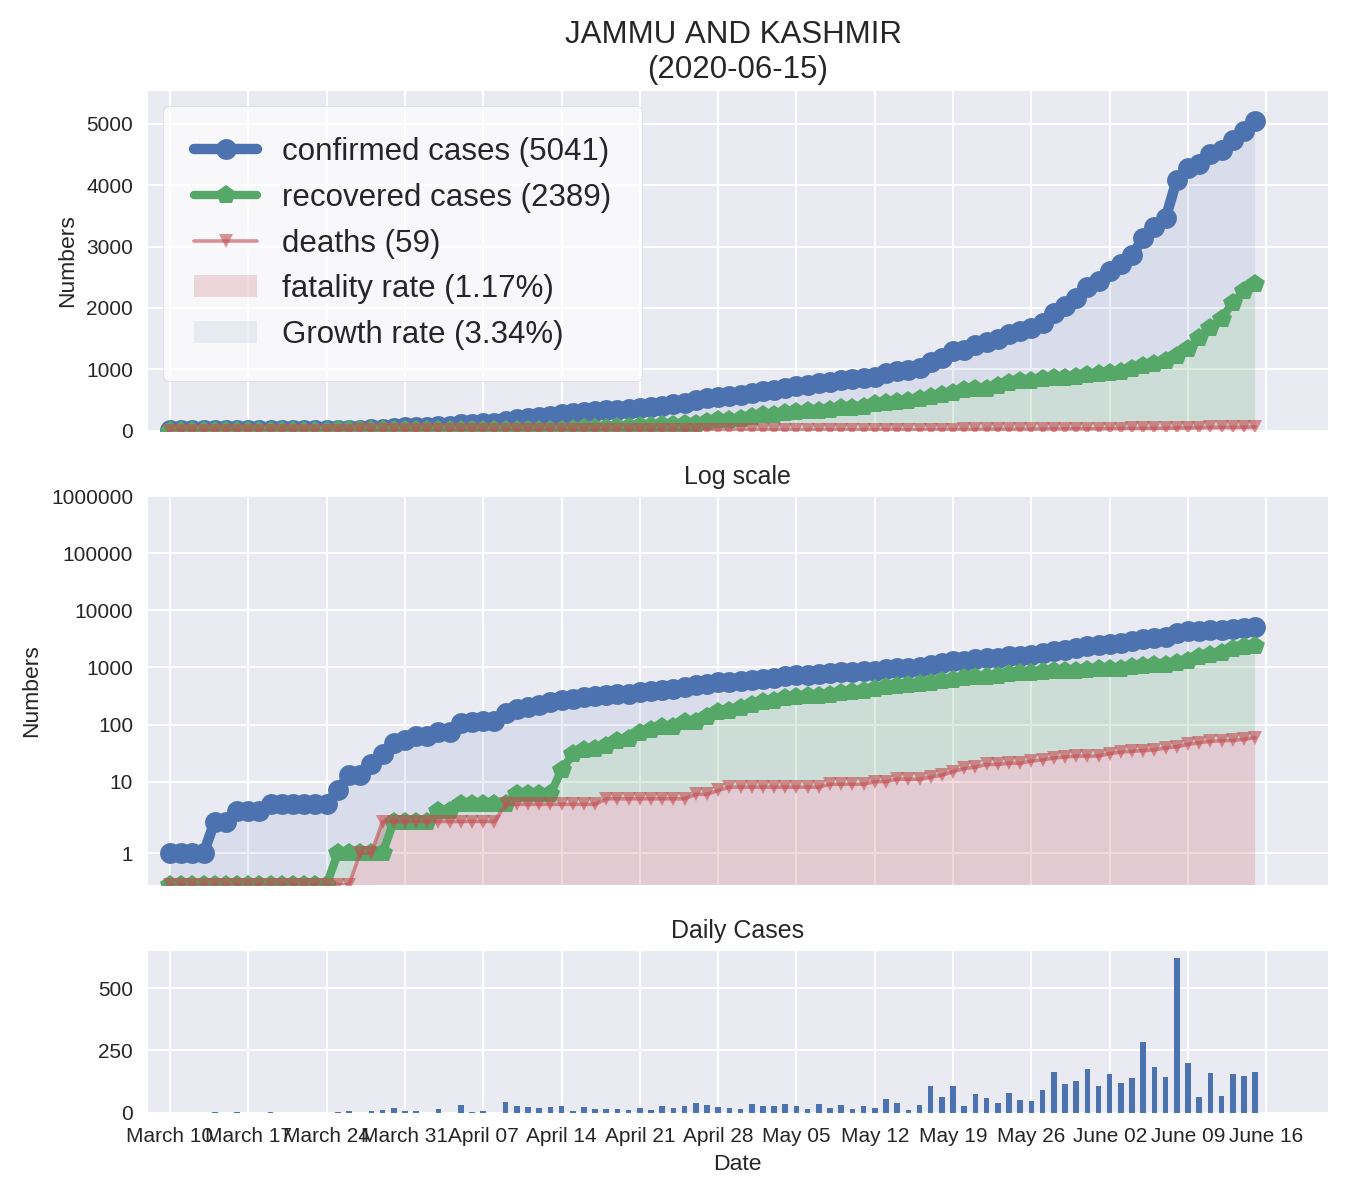 JAMMU AND KASHMIR
(2020-06-15)
Numbers
5000
4000
3000
2000
1000
0
confirmed cases (5041)
recovered cases (2389)
deaths (59)
fatality rate (1.17%)
Growth rate (3.34%)
Log scale
Numbers
1000000
100000
10000
1000
100
10
1
Daily Cases
500
250
0
March 10 March 17 March 24 March 31 April 07 April 14 April 21 April 28 May 05 May 12 May 19 May 26 June 02 June 09 June 16
Date